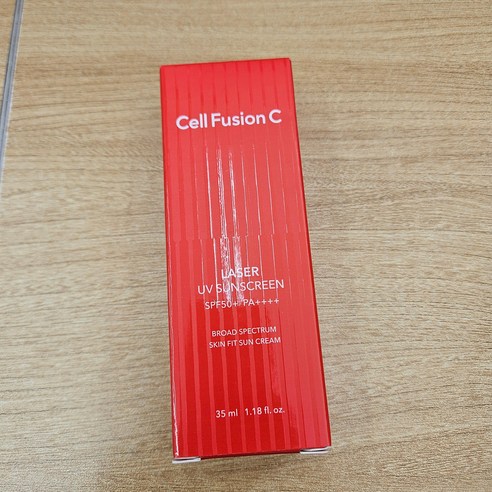 Cell Fusion C
LASER
UV SUNSCREEN
SPF50+ PA++++
BROAD SPECTRUM
SKIN FIT SUN CREAM
35 ml 1.18 fl. oz.